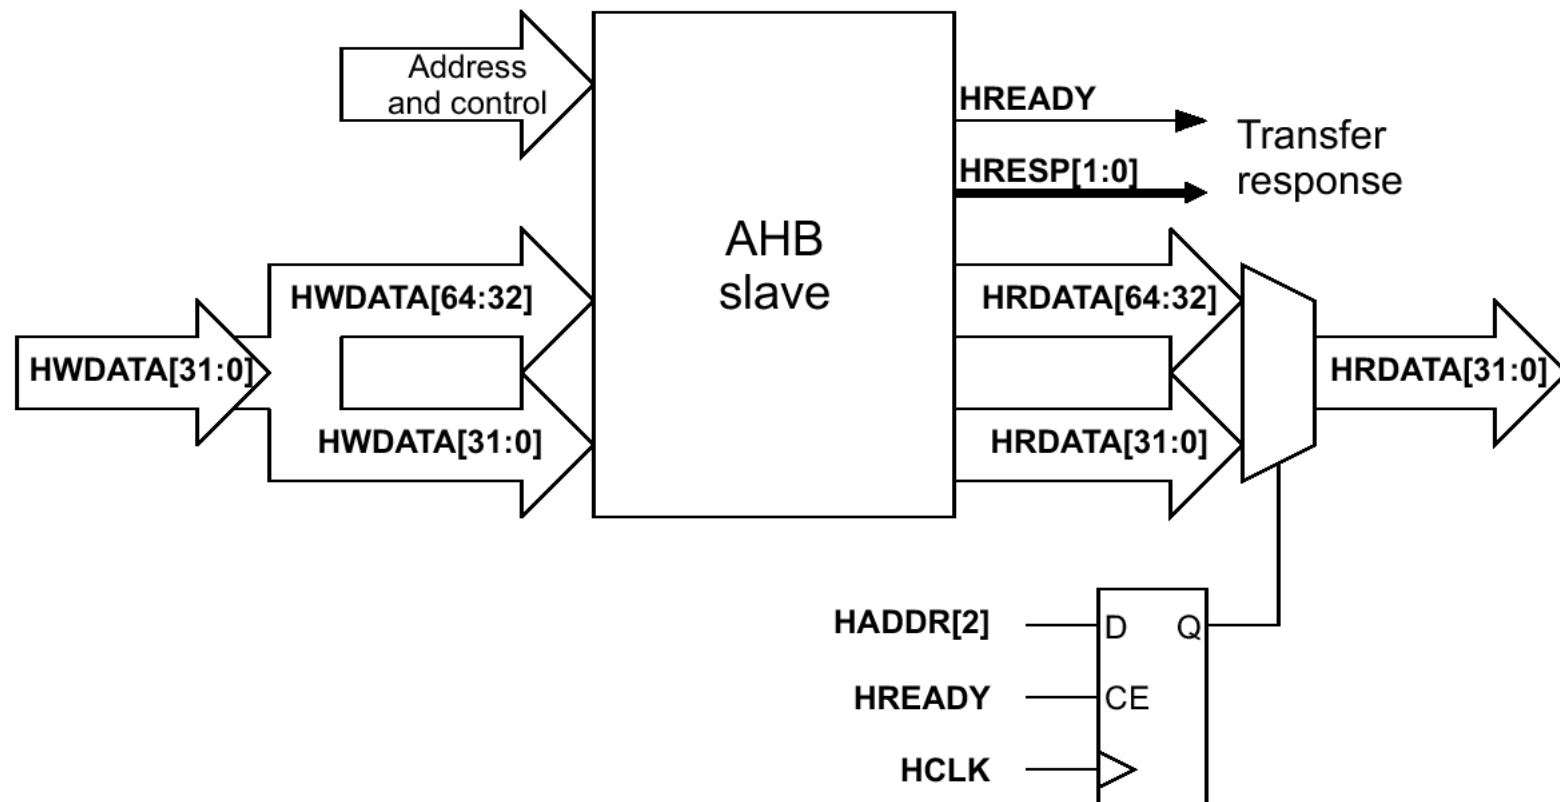 Address
and control
HREADY
HRESP[1:0]
Transfer
response
AHB
slave
HWDATA[64:32]
HRDATA[64:32]
HWDATA[31:0]
HRDATA[31:0]
HWDATA[31:0]
HRDATA[31:0]
HADDR[2]
D
Q
HREADY
CE
HCLK